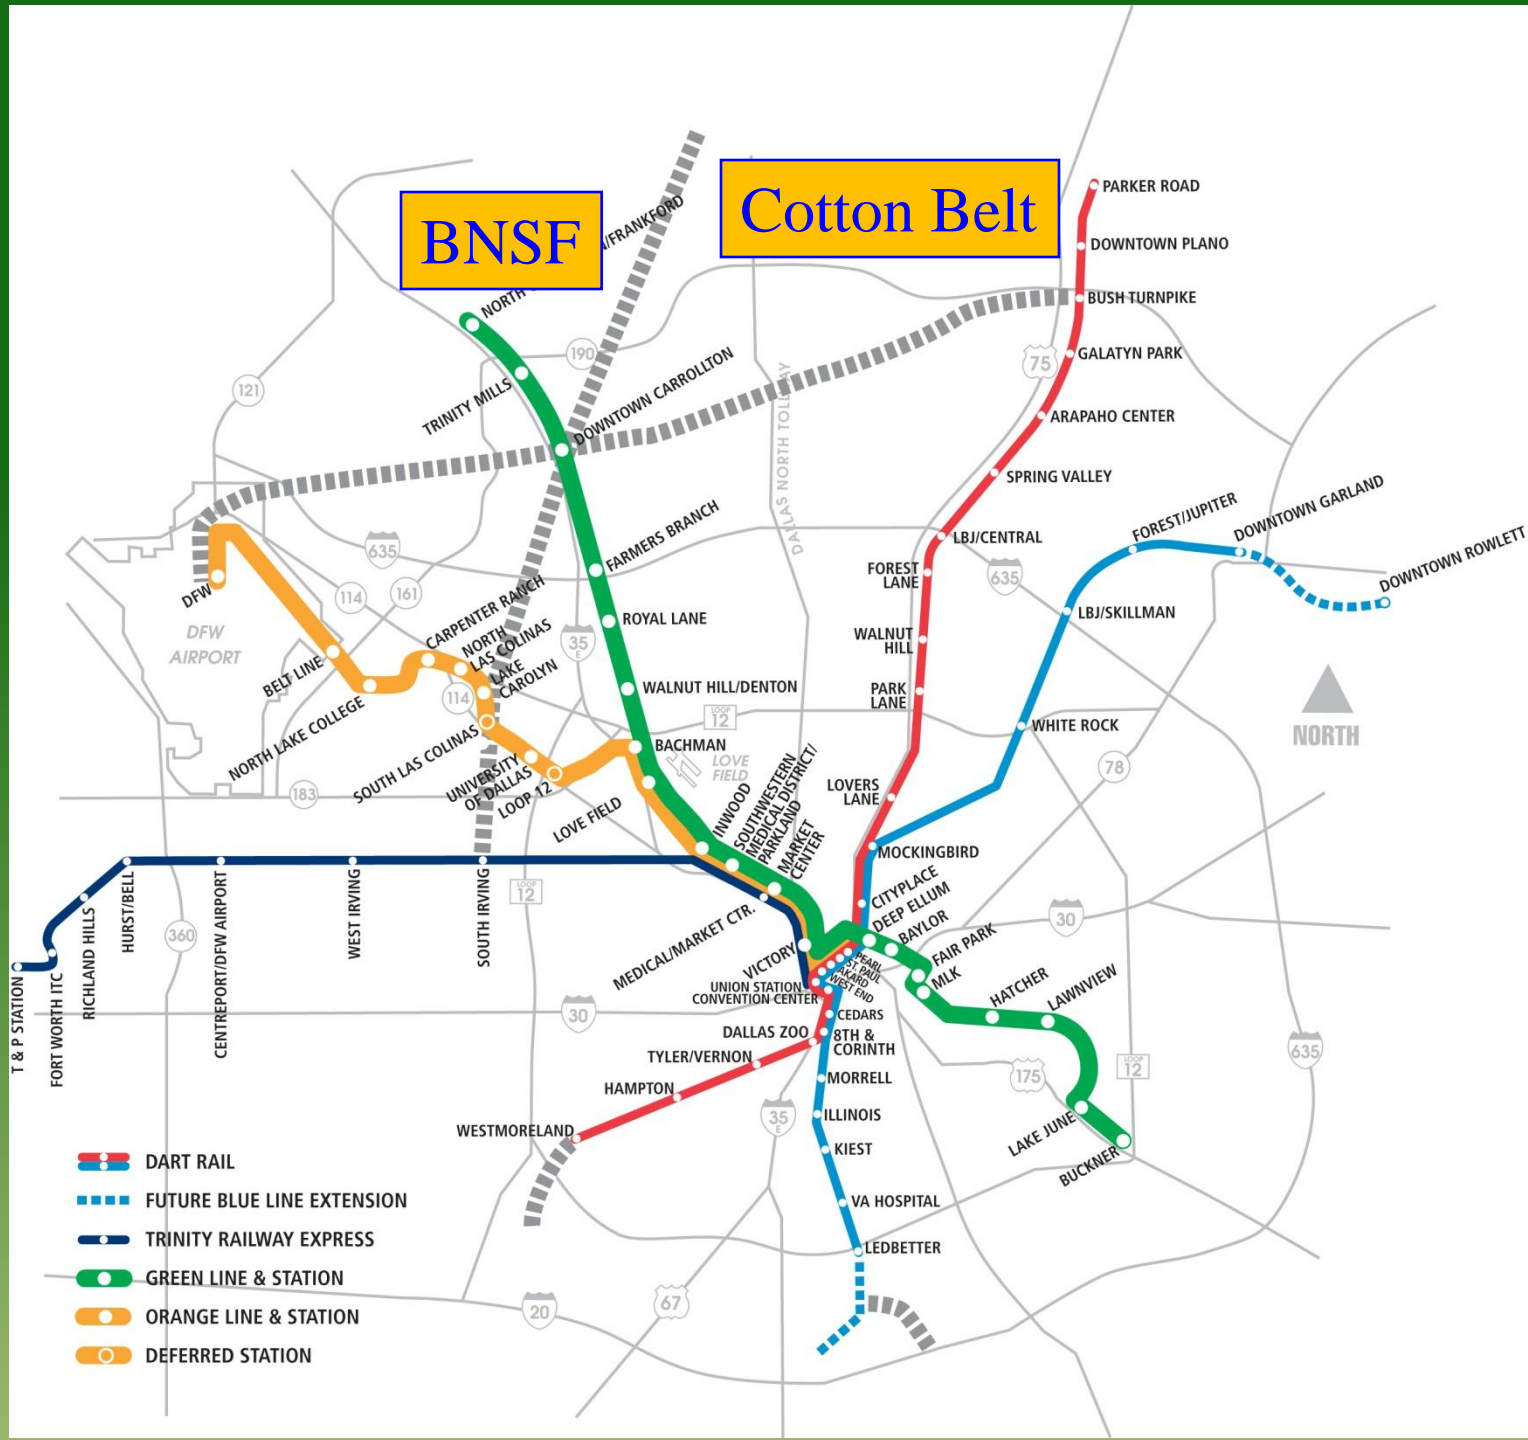 BNSF
Cotton Belt
N/FRANKFORD
NORTH
PARKER ROAD
DOWNTOWN PLANO
BUSH TURNPIKE
GALATYN PARK
ARAPAHO CENTER
SPRING VALLEY
LBJ/CENTRAL
FOREST
LANE
WALNUT
HILL
PARK
LANE
LOVERS
LANE
MOCKINGBIRD
CITYPLACE
FOREST/JUPITER
DOWNTOWN GARLAND
DOWNTOWN ROWLETT
LBJ/SKILLMAN
WHITE ROCK
TRINITY MILLS
DOWNTOWN CARROLLTON
FARMERS BRANCH
ROYAL LANE
WALNUT HILL/DENTON
BACHMAN
LOVE FIELD
LOVE
FIELD
INWOOD
SOUTHWESTERN
MEDICAL DISTRICT/
PARKLAND
MARKET
CENTER
VICTORY
DFW
DFW
AIRPORT
BELT LINE
NORTH LAKE COLLEGE
CARPENTER RANCH
NORTH
LAS COLINAS
LAKE
CAROLYN
SOUTH LAS COLINAS
UNIVERSITY
OF DALLAS
LOOP 12
T & P STATION
FORT WORTH ITC
RICHLAND HILLS
HURST/BELL
CENTREPORT/DFW AIRPORT
WEST IRVING
SOUTH IRVING
MEDICAL/MARKET CTR.
UNION STATION
CONVENTION CENTER
PEARL
ST. PAUL
AKARD
WEST END
DEEP ELLUM
BAYLOR
FAIR PARK
MLK
HATCHER
LAWNVIEW
LAKE JUNE
BUCKNER
CEDARS
8TH &
CORINTH
DALLAS ZOO
TYLER/VERNON
HAMPTON
WESTMORELAND
MORRELL
ILLINOIS
KIEST
VA HOSPITAL
LEDBETTER
DALLAS NORTH TOLLWAY
NORTH
121
190
75
635
635
114
161
35
E
114
LOOP
12
183
78
LOOP
12
360
30
30
175
LOOP
12
635
35
E
67
20
DART RAIL
FUTURE BLUE LINE EXTENSION
TRINITY RAILWAY EXPRESS
GREEN LINE & STATION
ORANGE LINE & STATION
DEFERRED STATION